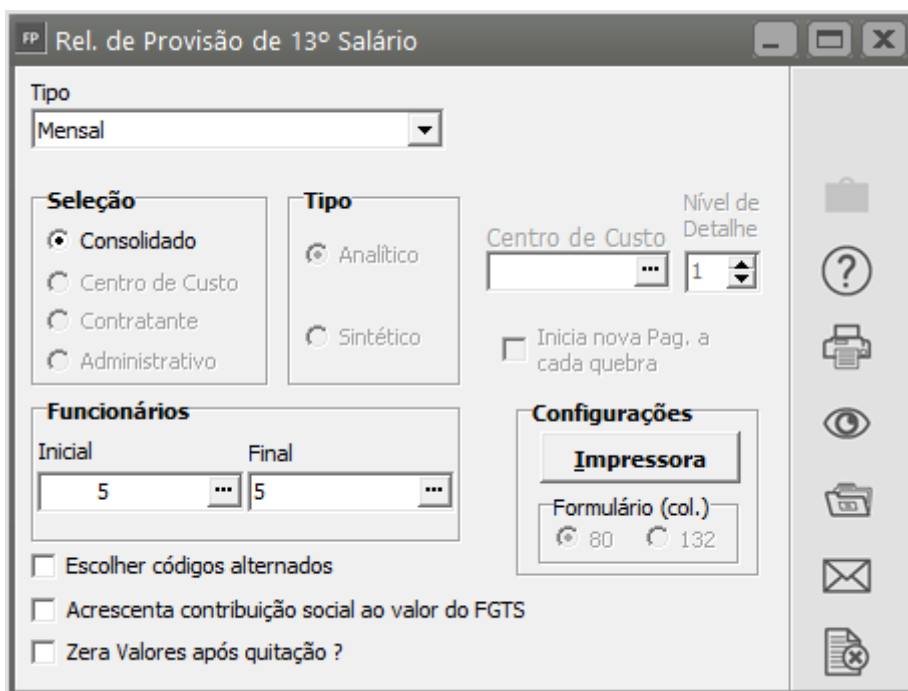 FP Rel. de Provisão de 13º Salário
Tipo
Mensal
Seleção
Consolidado
Centro de Custo
Contratante
Administrativo
Tipo
Analítico
Sintético
Centro de Custo
Nível de
Detalhe
1
Inicia nova Pag. a
cada quebra
Funcionários
Inicial
Final
5
5
Configurações
Impressora
Formulário (col.)
80
132
Escolher códigos alternados
Acrescenta contribuição social ao valor do FGTS
Zera Valores após quitação ?